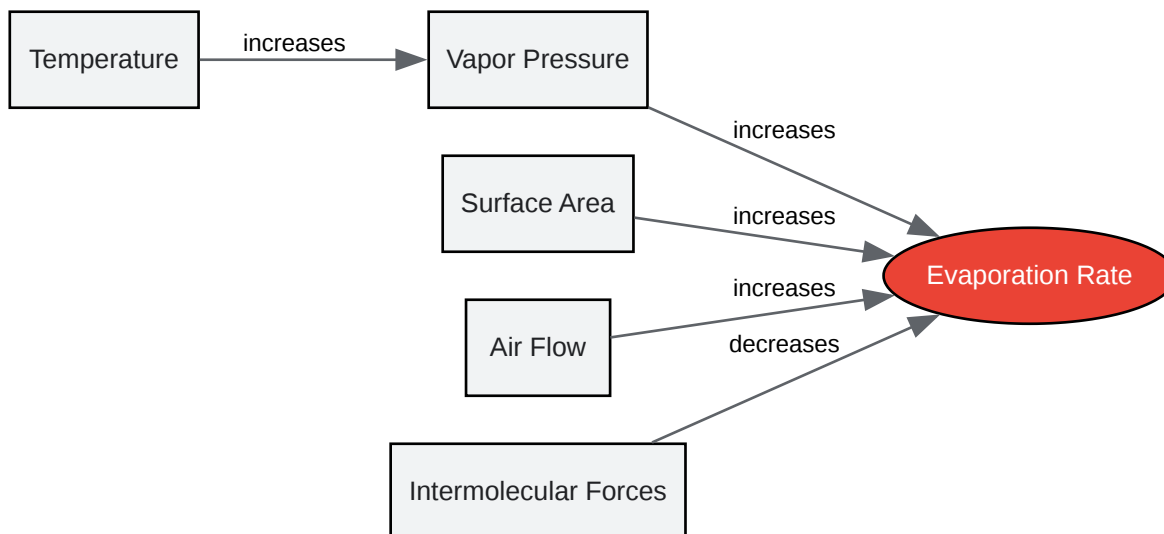 Temperature
increases
Vapor Pressure
increases
Surface Area
increases
Evaporation Rate
increases
Air Flow
decreases
Intermolecular Forces